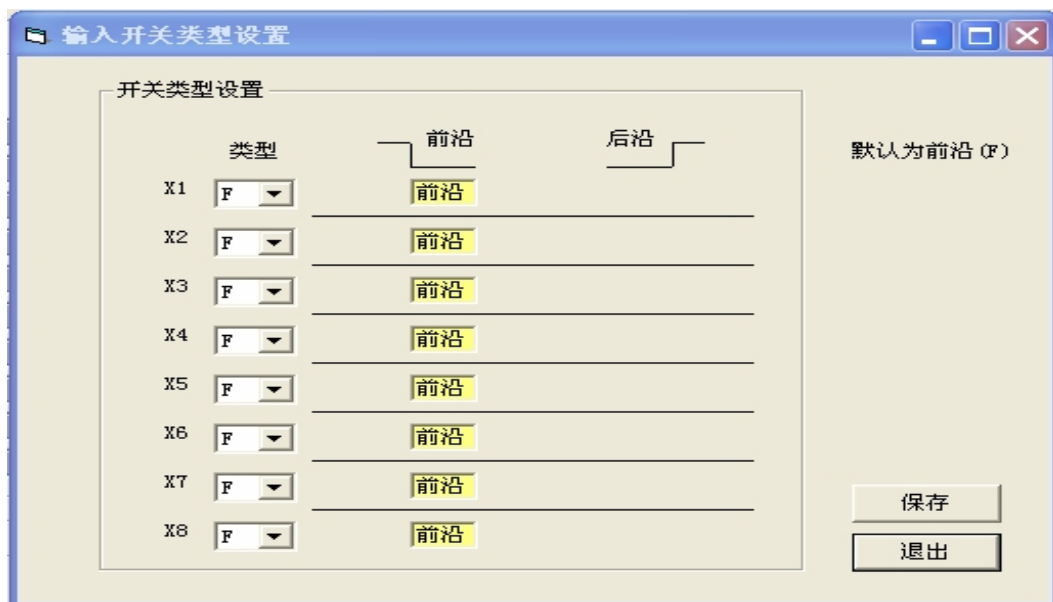 输入开关类型设置
开关类型设置
类型 前沿 后沿
默认为前沿(F)
X1 F 前沿
X2 F 前沿
X3 F 前沿
X4 F 前沿
X5 F 前沿
X6 F 前沿
X7 F 前沿
X8 F 前沿
保存
退出